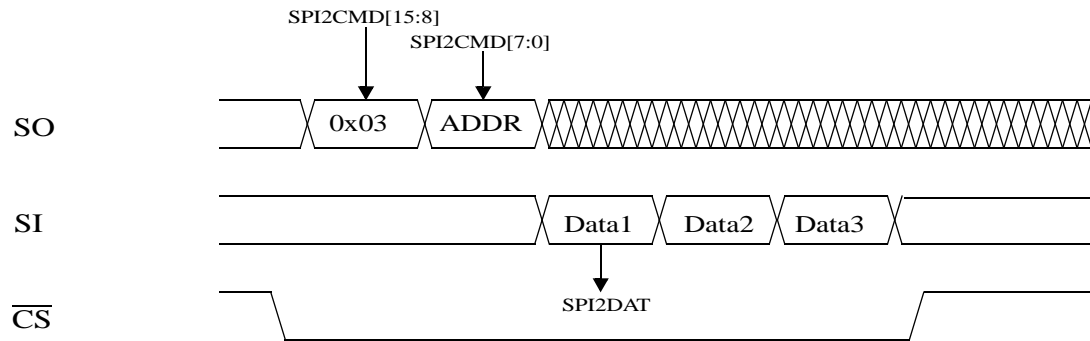 SPI2CMD[15:8]
SPI2CMD[7:0]
SO
0x03
ADDR
SI
Data1
Data2
Data3
SPI2DAT
CS